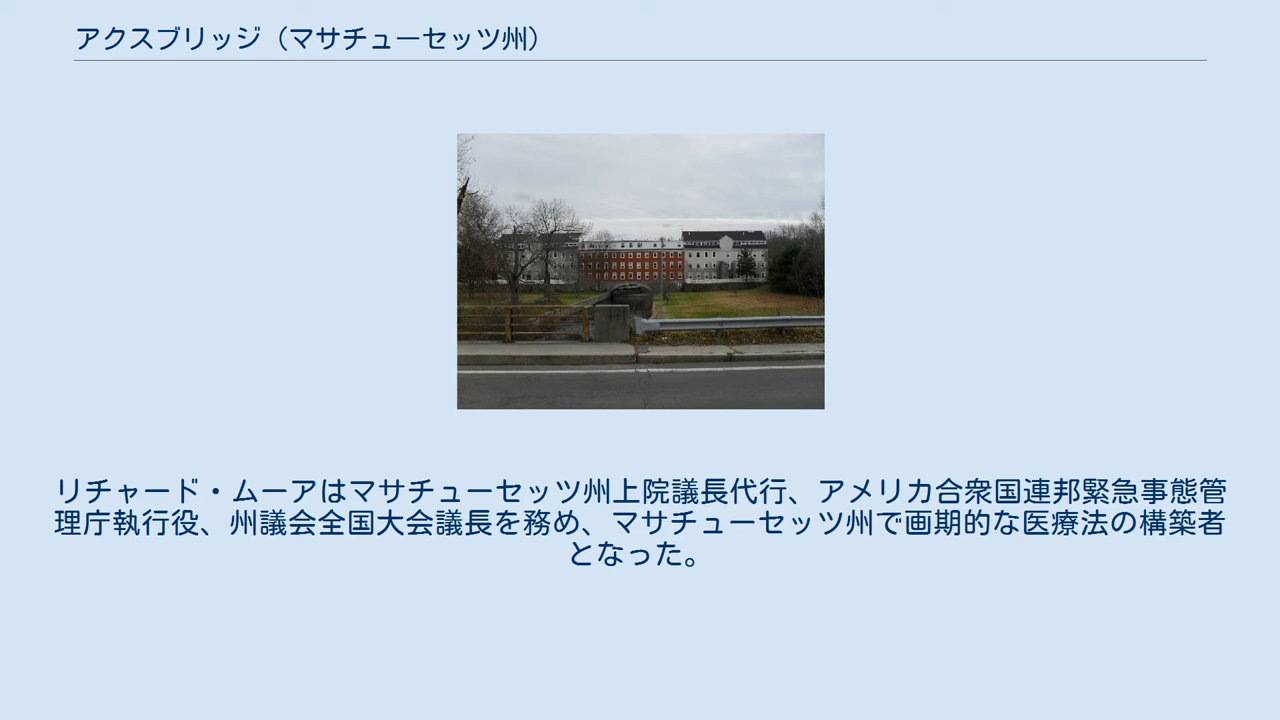 アクスブリッジ（マサチューセッツ州）
リチャード・ムーアはマサチューセッツ州上院議長代行、アメリカ合衆国連邦緊急事態管
理庁執行役、州議会全国大会議長を務め、マサチューセッツ州で画期的な医療法の構築者
となった。